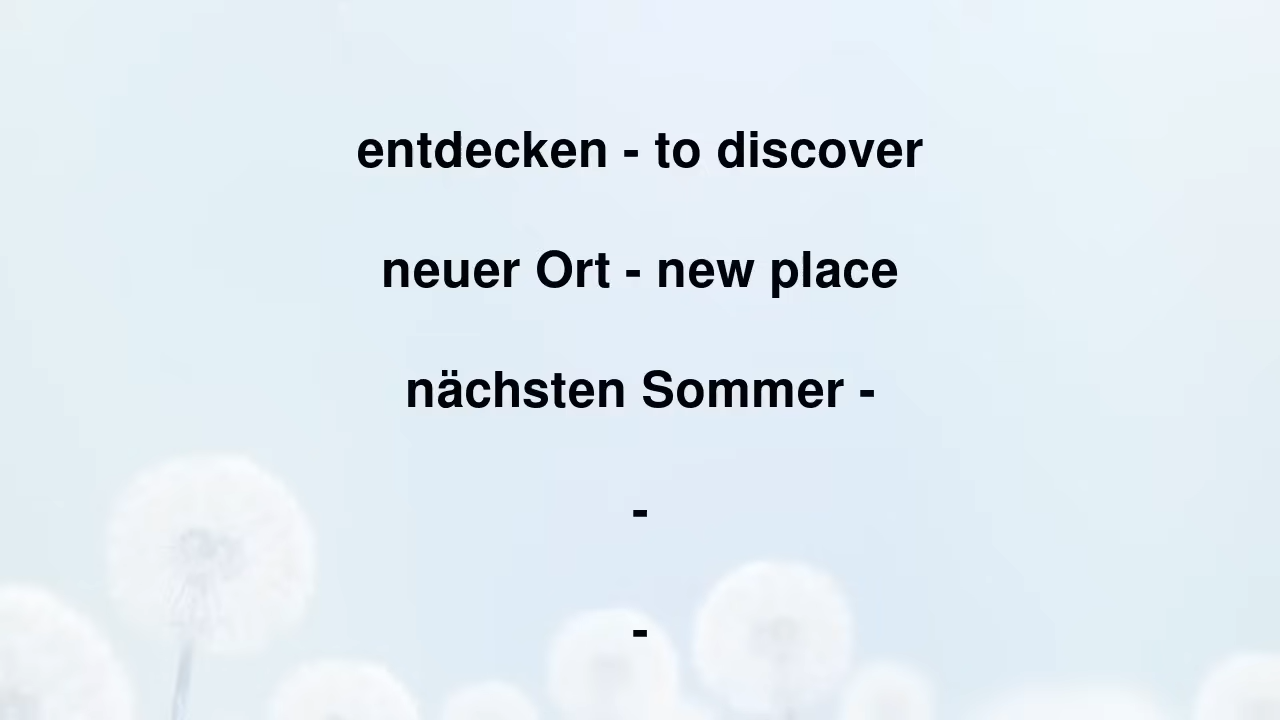 entdecken - to discover
neuer Ort - new place
nächsten Sommer -
-
-